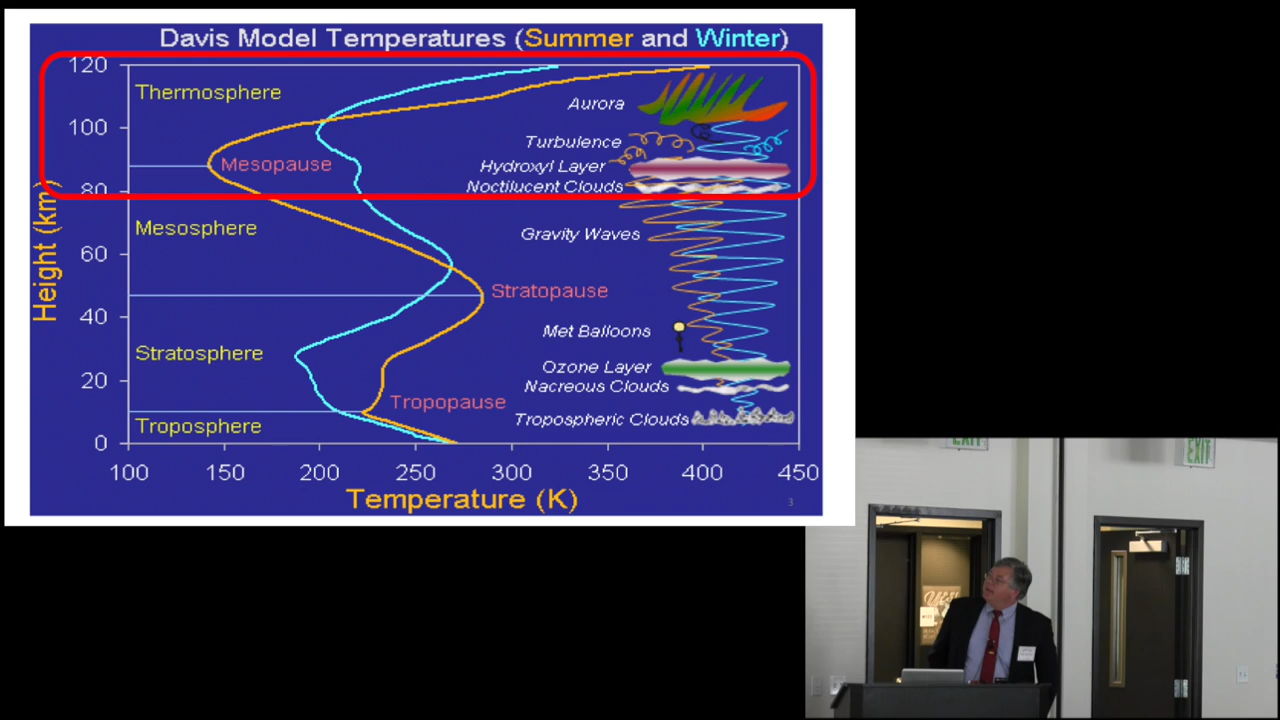 Davis Model Temperatures (Summer and Winter)
120
Thermosphere
Aurora
100
Turbulence
Mesopause
Hydroxyl Layer
80
Noctilucent Clouds
Mesosphere
Gravity Waves
60
Height (km)
Stratopause
40
Met Balloons
Stratosphere
Ozone Layer
20
Nacreous Clouds
Tropopause
Tropospheric Clouds
Troposphere
0
100 150 200 250 300 350 400 450
Temperature (K)
3
EXIT
EXIT